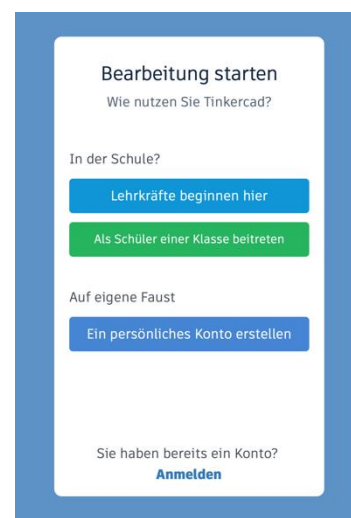 Bearbeitung starten
Wie nutzen Sie Tinkercad?
In der Schule?
Lehrkräfte beginnen hier
Als Schüler einer Klasse beitreten
Auf eigene Faust
Ein persönliches Konto erstellen
Sie haben bereits ein Konto?
Anmelden